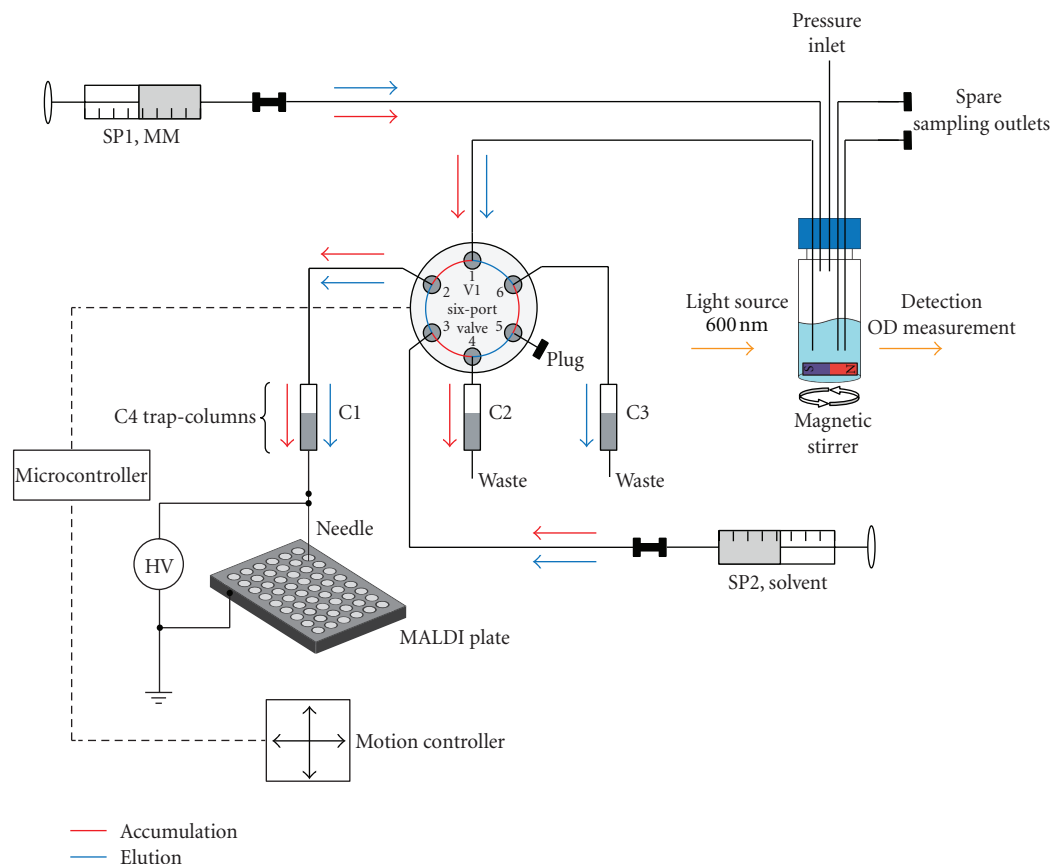 Pressure
inlet
SP1, MM
Spare
sampling outlets
1
V1
2
6
six-port
valve
3
5
4
Plug
Light source
600 nm
Detection
OD measurement
S
N
Magnetic
stirrer
C4 trap-columns
C1
C2
C3
Waste
Waste
Microcontroller
Needle
HV
SP2, solvent
MALDI plate
Motion controller
Accumulation
Elution